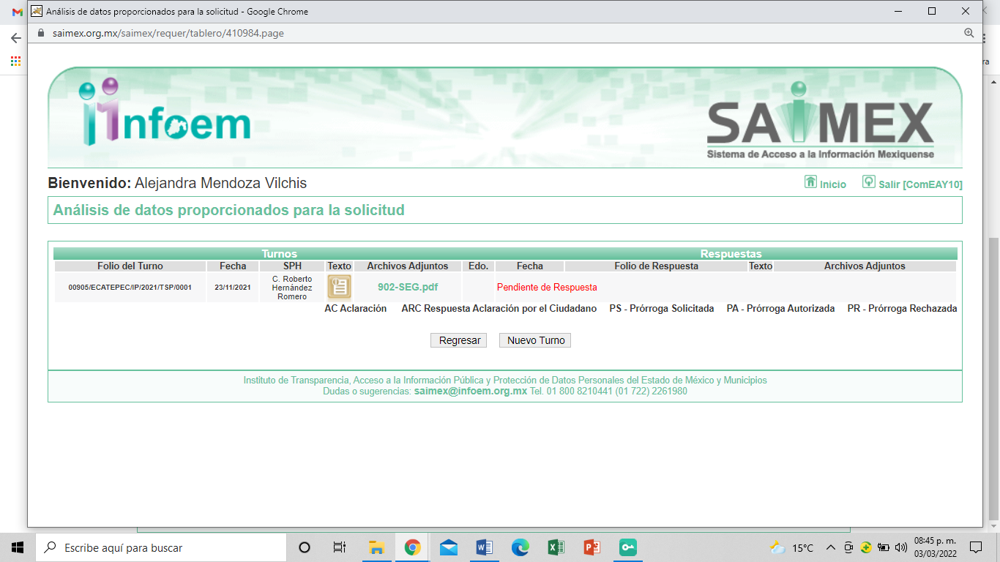 Análisis de datos proporcionados para la solicitud - Google Chrome
saimex.org.mx/saimex/requer/tablero/410984.page
infoem
SAIMEX
Sistema de Acceso a la Información Mexiquense
Bienvenido: Alejandra Mendoza Vilchis
Inicio Salir [ComEAY10]
Análisis de datos proporcionados para la solicitud
Turnos Respuestas
Folio del Turno Fecha SPH Texto Archivos Adjuntos Edo. Fecha Folio de Respuesta Texto Archivos Adjuntos
00905/ECATEPEC/IP/2021/TSP/0001 23/11/2021 C. Roberto Hernández Romero 902-SEG.pdf Pendiente de Respuesta
AC Aclaración ARC Respuesta Aclaración por el Ciudadano PS - Prórroga Solicitada PA - Prórroga Autorizada PR - Prórroga Rechazada
Regresar Nuevo Turno
Instituto de Transparencia, Acceso a la Información Pública y Protección de Datos Personales del Estado de México y Municipios
Dudas o sugerencias: saimex@infoem.org.mx Tel. 01 800 8210441 (01 722) 2261980
ra
Escribe aquí para buscar
15°C
08:45 p. m.
03/03/2022